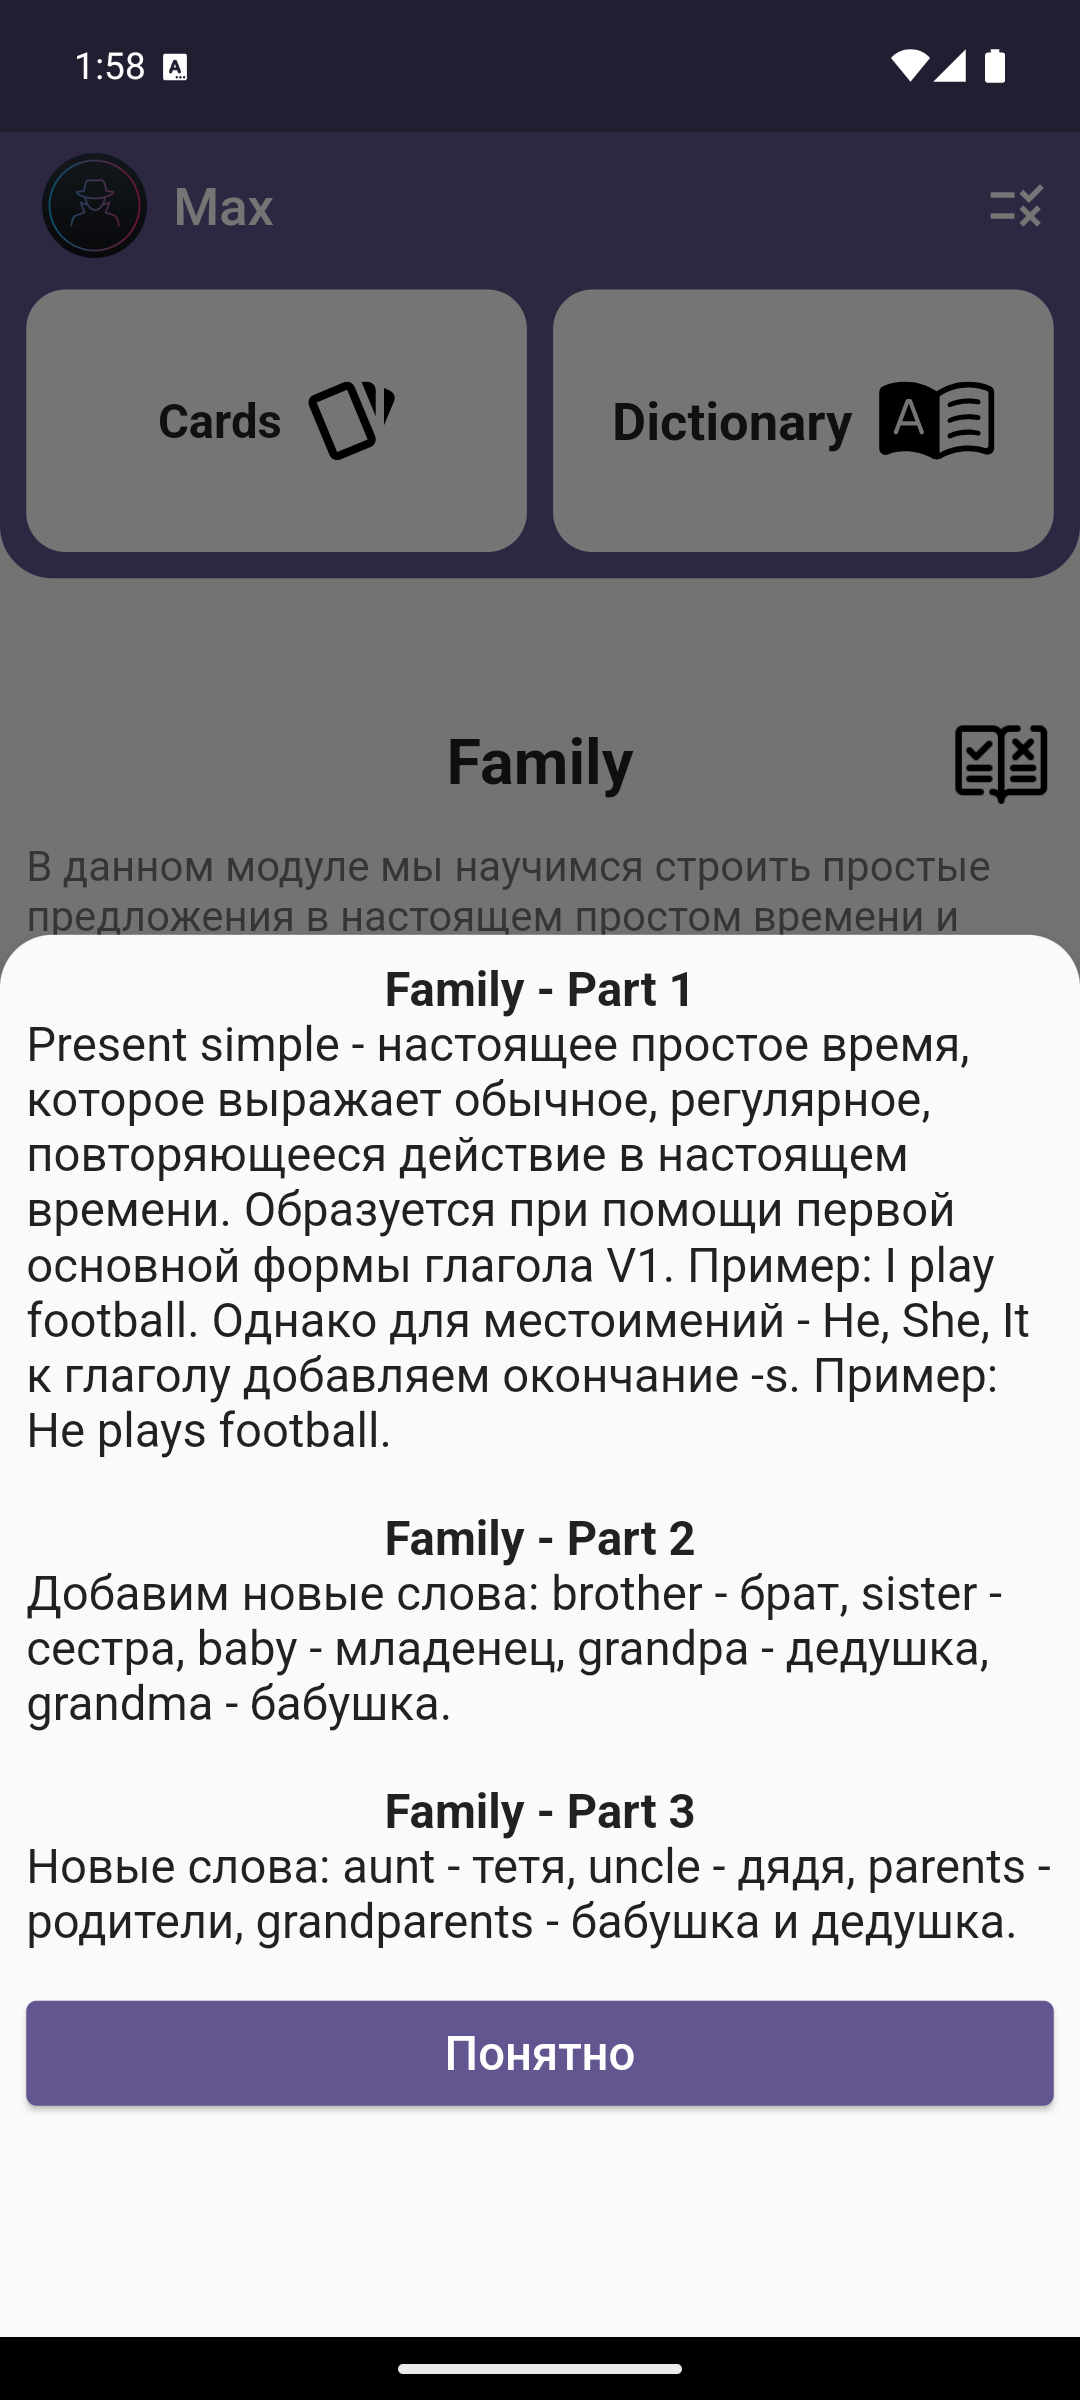 1:58
Max
Cards
Dictionary
Family
В данном модуле мы научимся строить простые
предложения в настоящем простом времени и
Family - Part 1
Present simple - настоящее простое время,
которое выражает обычное, регулярное,
повторяющееся действие в настоящем
времени. Образуется при помощи первой
основной формы глагола V1. Пример: I play
football. Однако для местоимений - He, She, It
к глаголу добавляем окончание -s. Пример:
He plays football.
Family - Part 2
Добавим новые слова: brother - брат, sister -
сестра, baby - младенец, grandpa - дедушка,
grandma - бабушка.
Family - Part 3
Новые слова: aunt - тетя, uncle - дядя, parents -
родители, grandparents - бабушка и дедушка.
Понятно